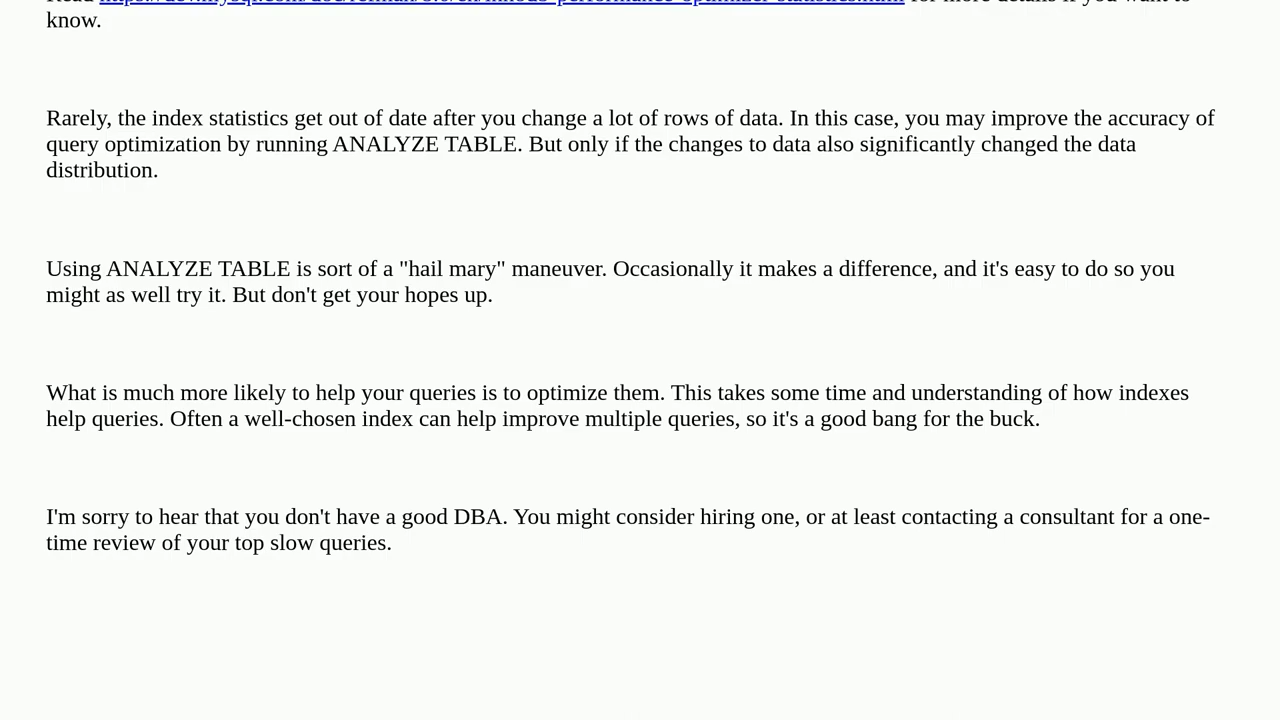 for more details if you want to
know.
Rarely, the index statistics get out of date after you change a lot of rows of data. In this case, you may improve the accuracy of
query optimization by running ANALYZE TABLE. But only if the changes to data also significantly changed the data
distribution.
Using ANALYZE TABLE is sort of a "hail mary" maneuver. Occasionally it makes a difference, and it's easy to do so you
might as well try it. But don't get your hopes up.
What is much more likely to help your queries is to optimize them. This takes some time and understanding of how indexes
help queries. Often a well-chosen index can help improve multiple queries, so it's a good bang for the buck.
I'm sorry to hear that you don't have a good DBA. You might consider hiring one, or at least contacting a consultant for a one-
time review of your top slow queries.